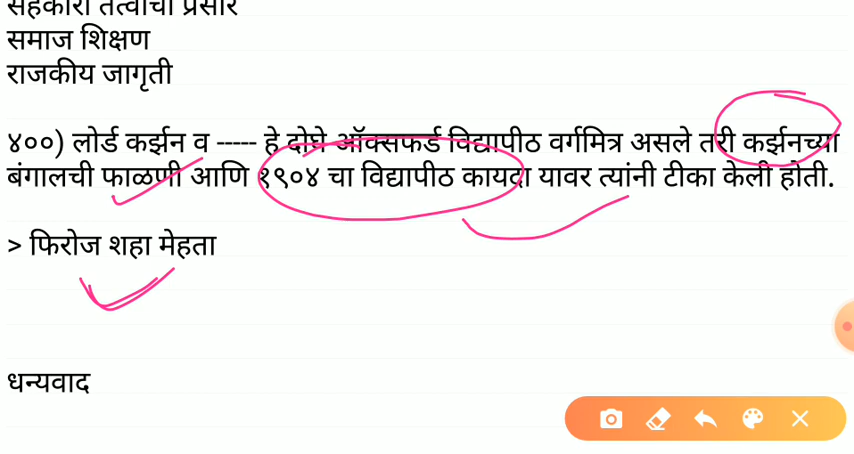 सहकारी तत्वाचा प्रसार
समाज शिक्षण
राजकीय जागृती
४००) लोर्ड कर्झन व ----- हे दोघे ऑक्सफर्ड विद्यापीठ वर्गमित्र असले तरी कर्झनच्या
बंगालची फाळणी आणि १९०४ चा विद्यापीठ कायदा यावर त्यांनी टीका केली होती.
> फिरोज शहा मेहता
धन्यवाद